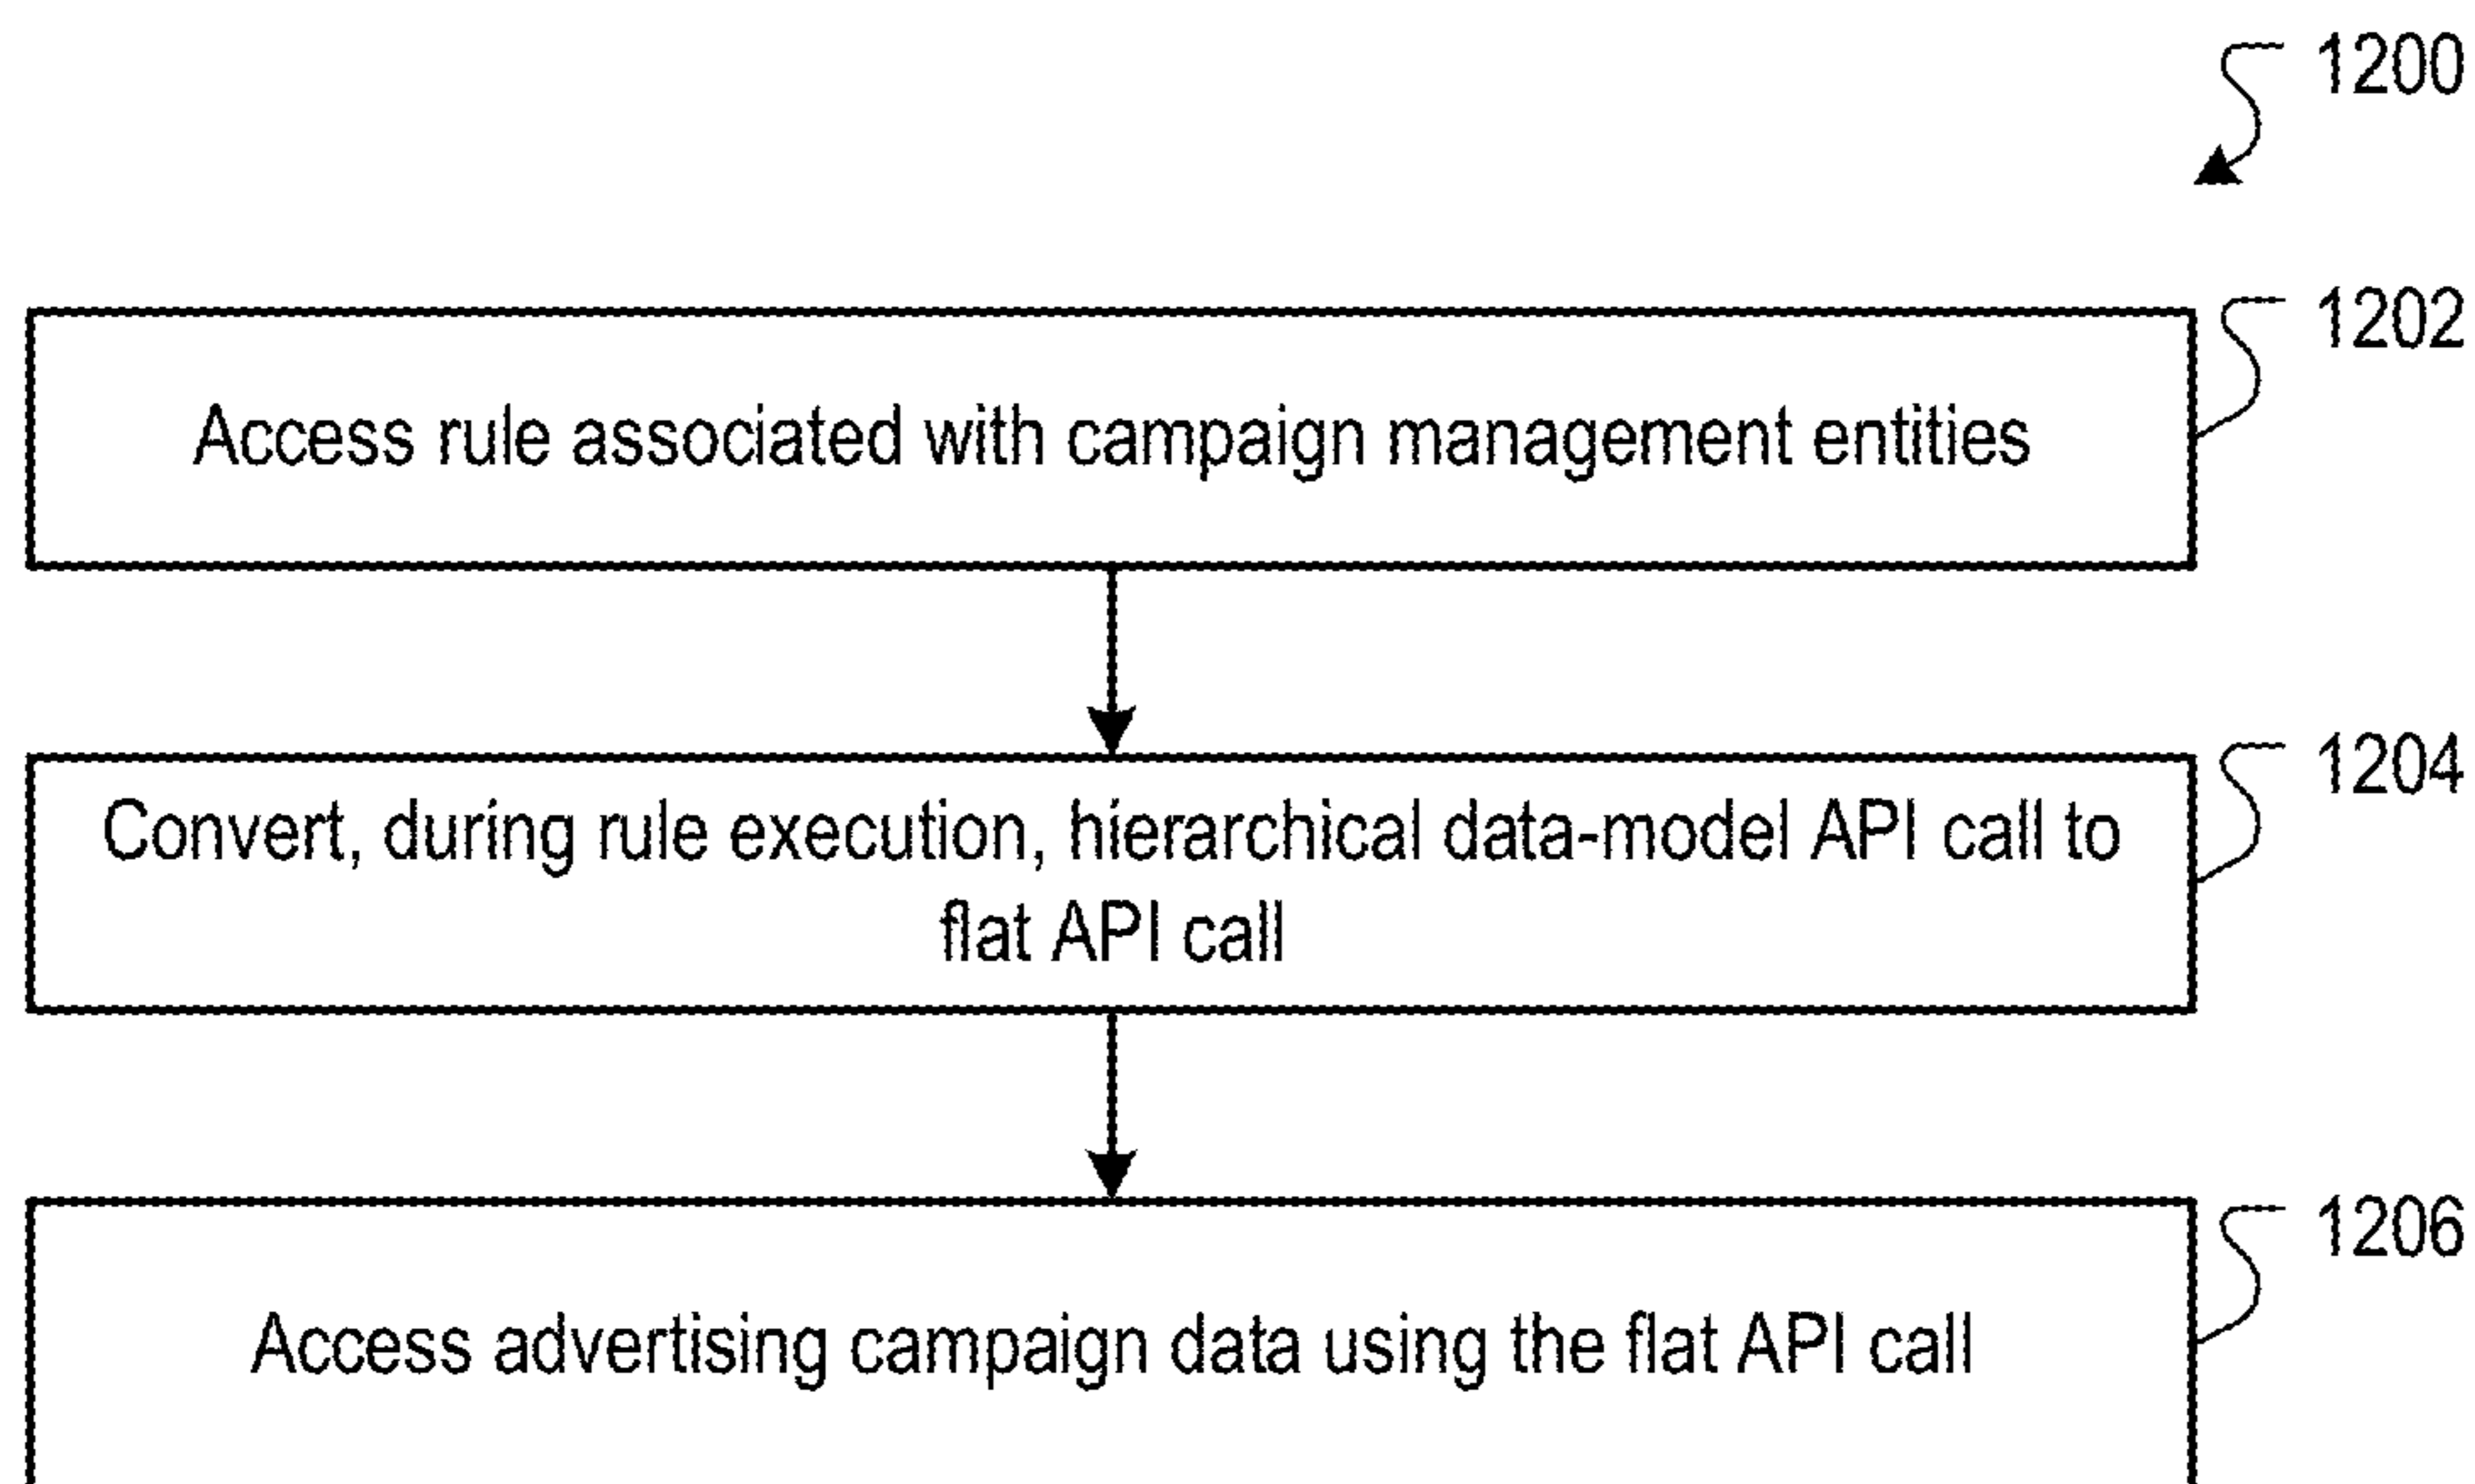 1200
1202
Access rule associated with campaign management entities
1204
Convert, during rule execution, hierarchical data-model API call to
flat API call
1206
Access advertising campaign data using the flat API call